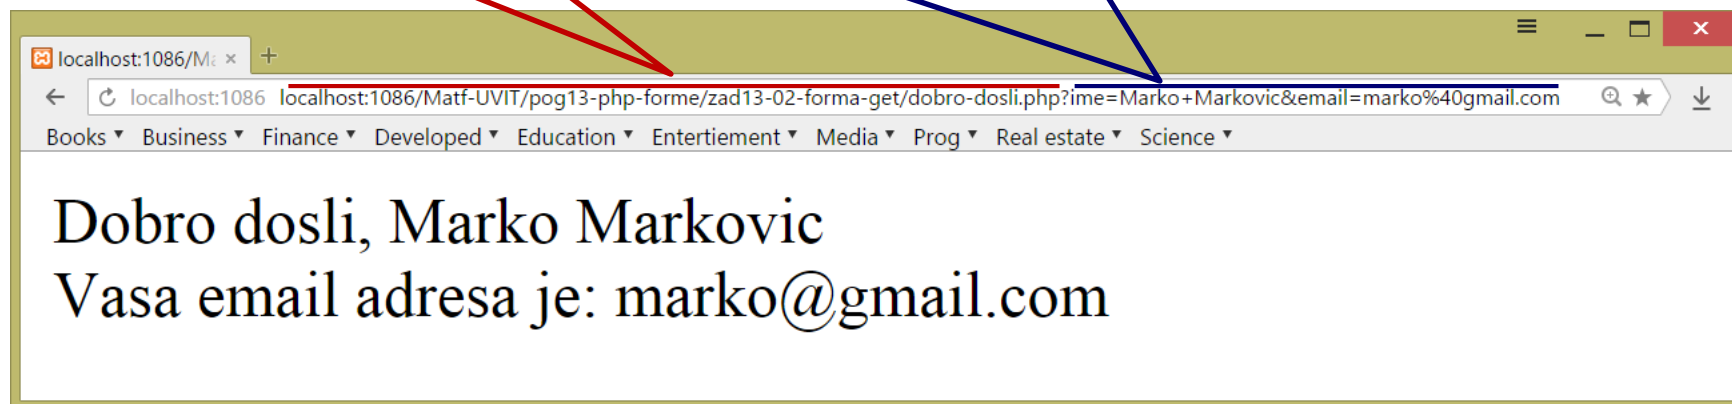 localhost:1086/Ma
localhost:1086 localhost:1086/Matf-UVIT/pog13-php-forme/zad13-02-forma-get/dobro-dosli.php?ime=Marko+Markovic&email=marko%40gmail.com
Books Business Finance Developed Education Entertiement Media Prog Real estate Science
Dobro dosli, Marko Markovic
Vasa email adresa je: marko@gmail.com